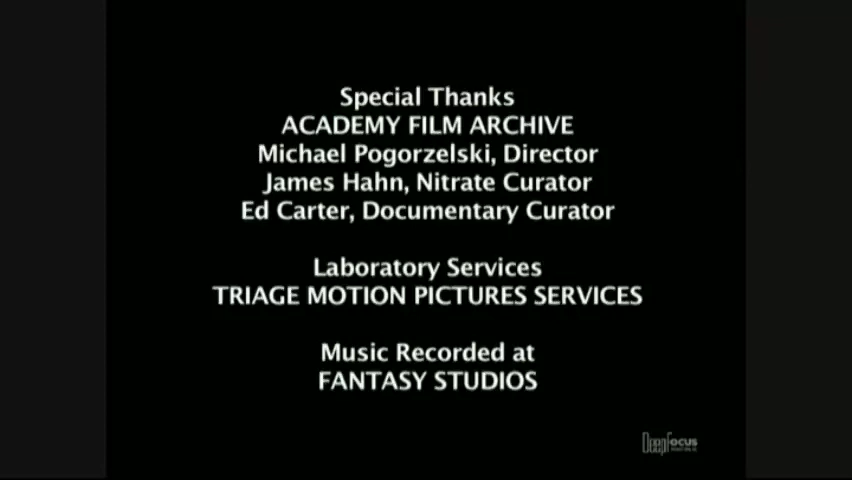 Special Thanks
ACADEMY FILM ARCHIVE
Michael Pogorzelski, Director
James Hahn, Nitrate Curator
Ed Carter, Documentary Curator
Laboratory Services
TRIAGE MOTION PICTURES SERVICES
Music Recorded at
FANTASY STUDIOS
DeepFocus